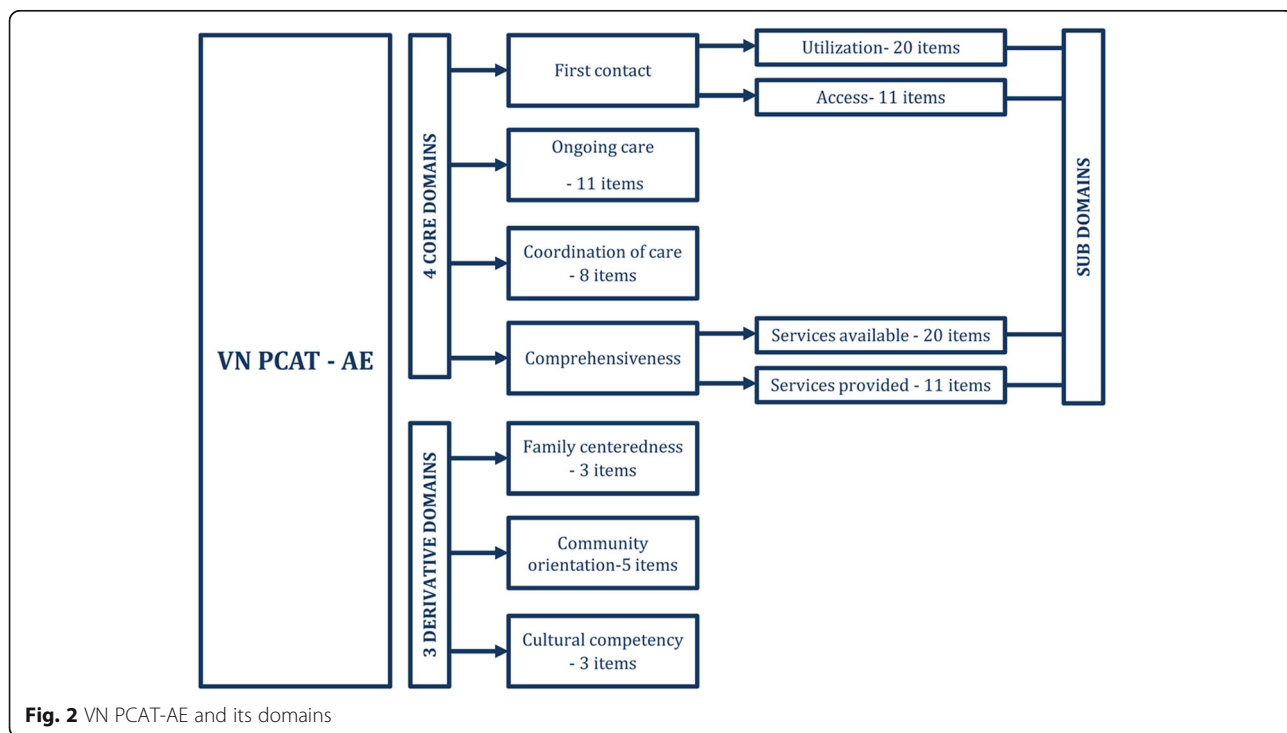 VN PCAT - AE
4 CORE DOMAINS
First contact
Utilization- 20 items
Access- 11 items
Ongoing care
- 11 items
Coordination of care
- 8 items
Comprehensiveness
Services available - 20 items
Services provided - 11 items
SUB DOMAINS
3 DERIVATIVE DOMAINS
Family centeredness
- 3 items
Community
orientation-5 items
Cultural competency
- 3 items
Fig. 2 VN PCAT-AE and its domains